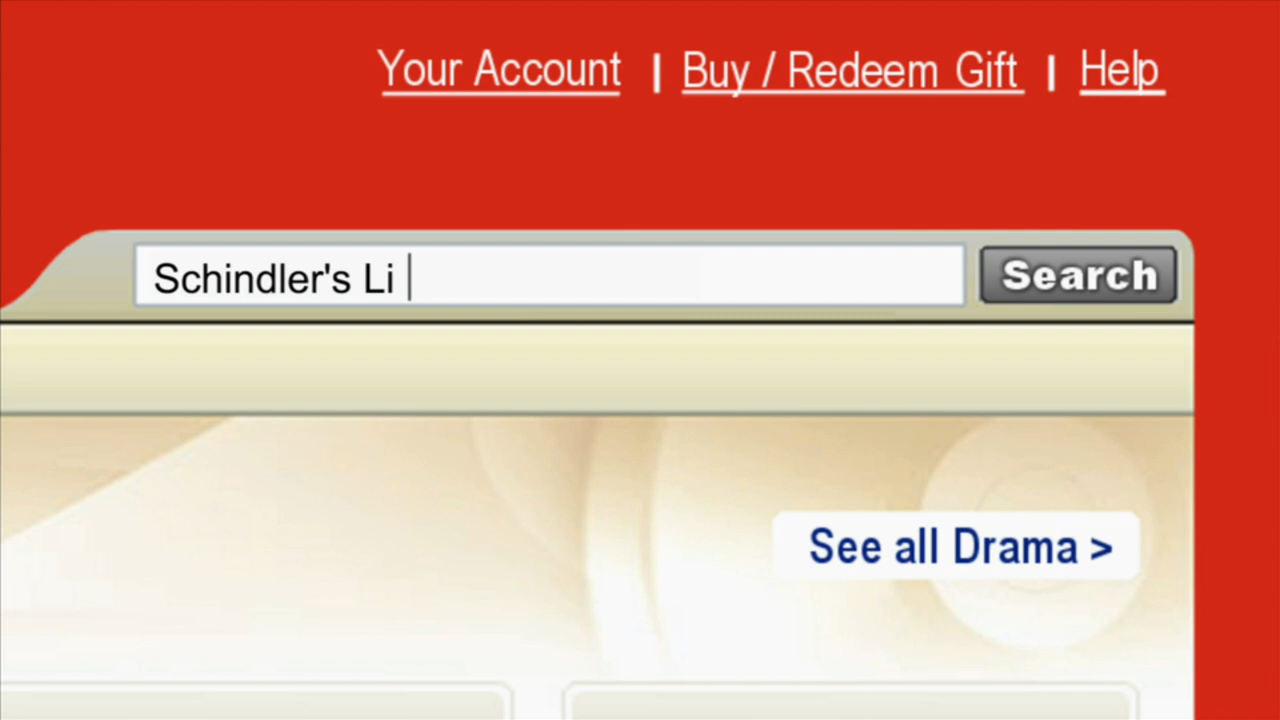 Your Account | Buy / Redeem Gift | Help
Schindler's Li
Search
See all Drama >